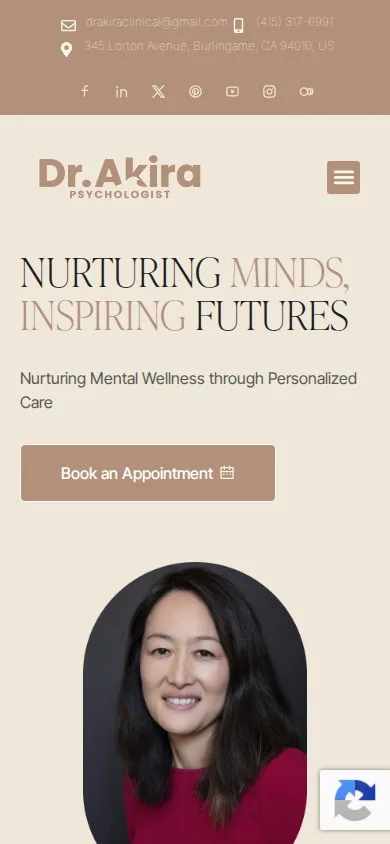 drakiraclinical@gmail.com (415) 317-6991
345 Lorton Avenue, Burlingame, CA 94010, US
Dr.Akira
PSYCHOLOGIST
NURTURING MINDS,
INSPIRING FUTURES
Nurturing Mental Wellness through Personalized
Care
Book an Appointment